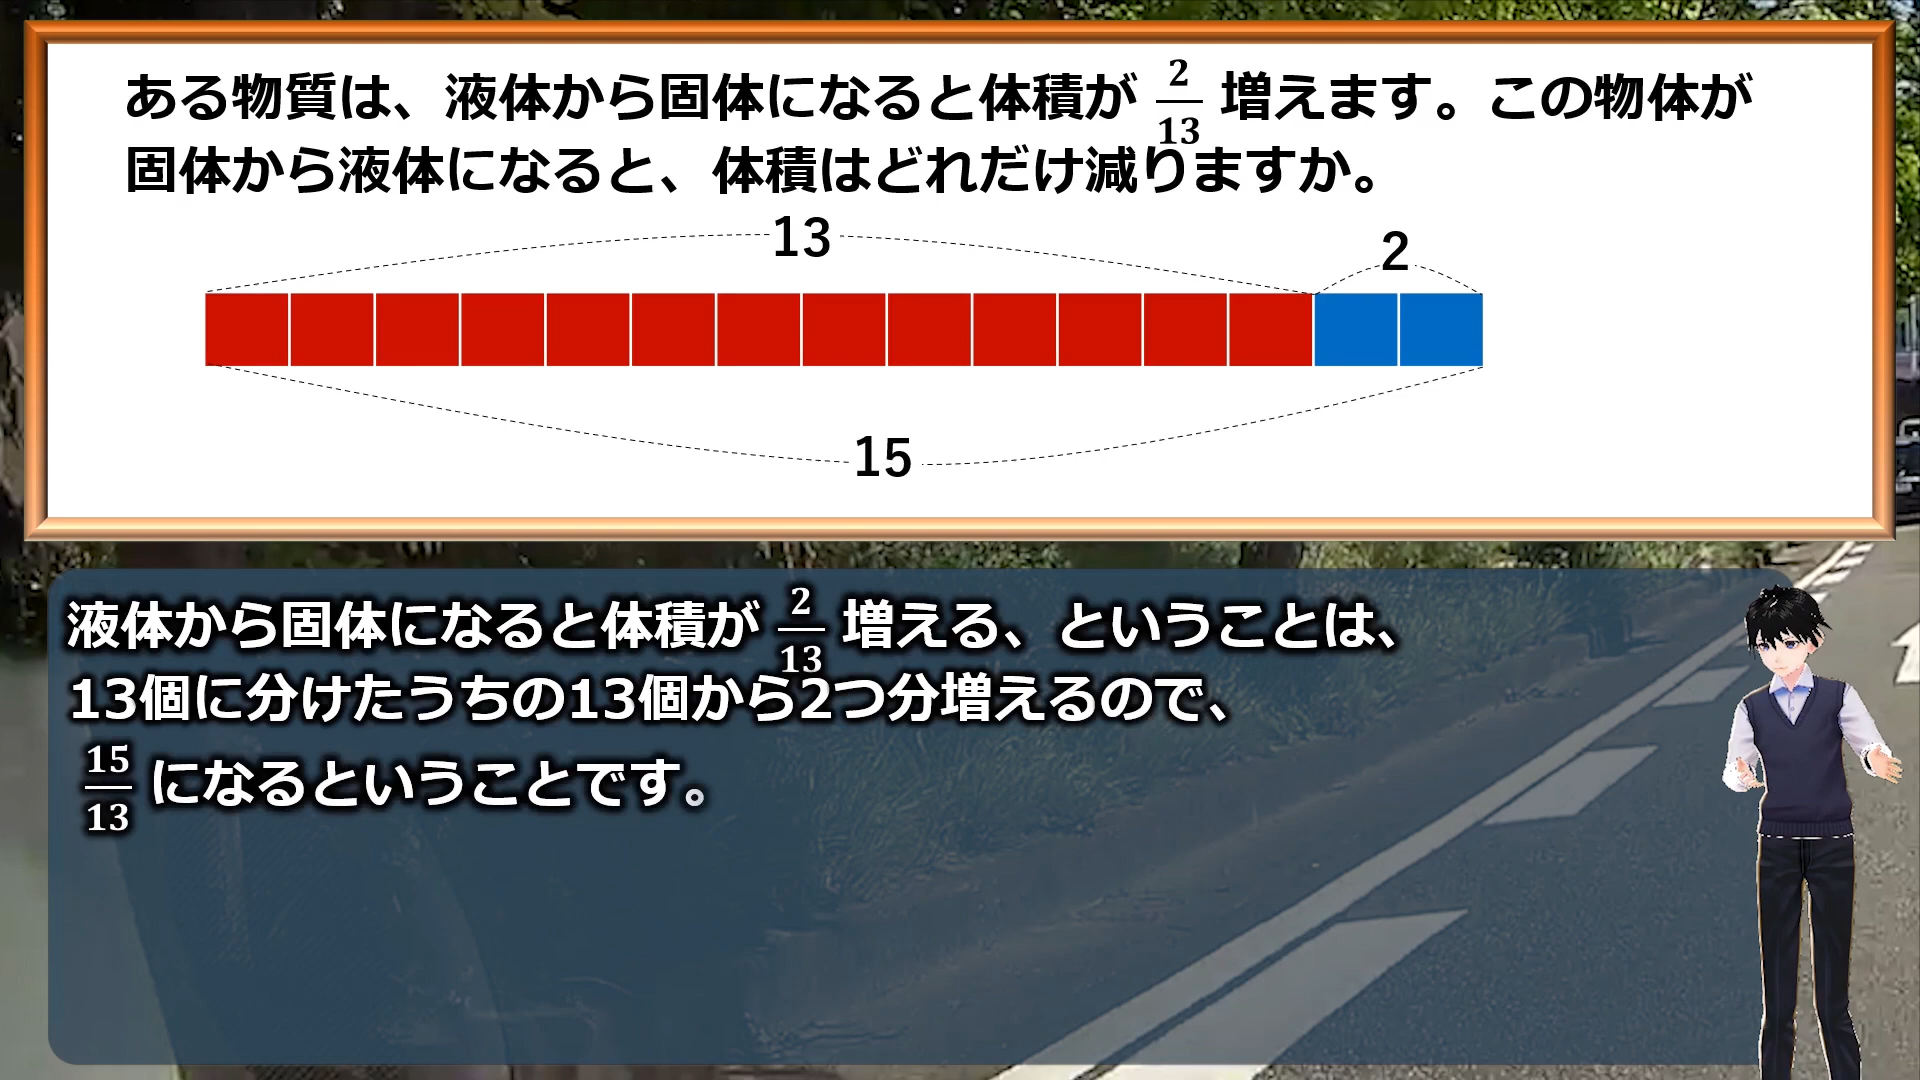 ある物質は、液体から固体になると体積が 2/13 増えます。この物体が
固体から液体になると、体積はどれだけ減りますか。
13
2
15
液体から固体になると体積が 2/13 増える、ということは、
13個に分けたうちの13個から2つ分増えるので、
15/13 になるということです。